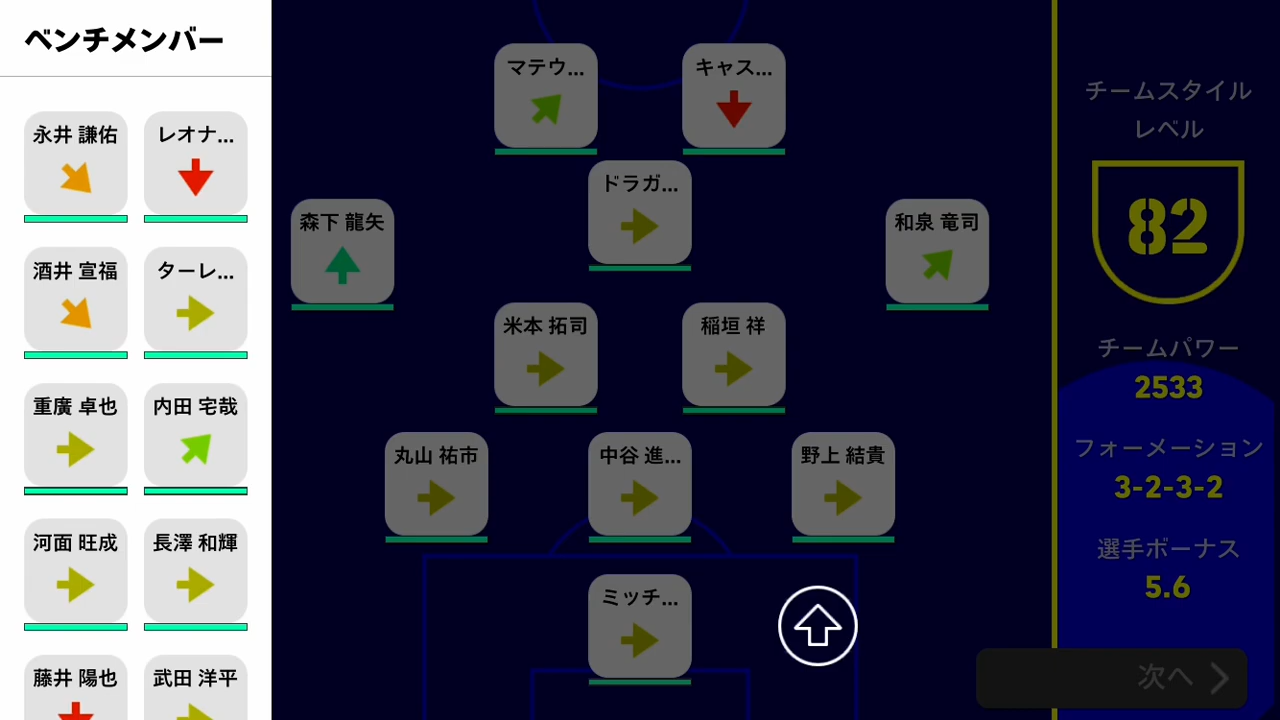 ベンチメンバー
永井 謙佑
レオナ...
酒井 宣福
ターレ...
重廣 卓也
内田 宅哉
河面 旺成
長澤 和輝
藤井 陽也
武田 洋平
マテウ...
キャス...
ドラガ...
森下 龍矢
和泉 竜司
米本 拓司
稲垣 祥
丸山 祐市
中谷 進...
野上 結貴
ミッチ...
チームスタイル
レベル
82
チームパワー
2533
フォーメーション
3-2-3-2
選手ボーナス
5.6
次へ